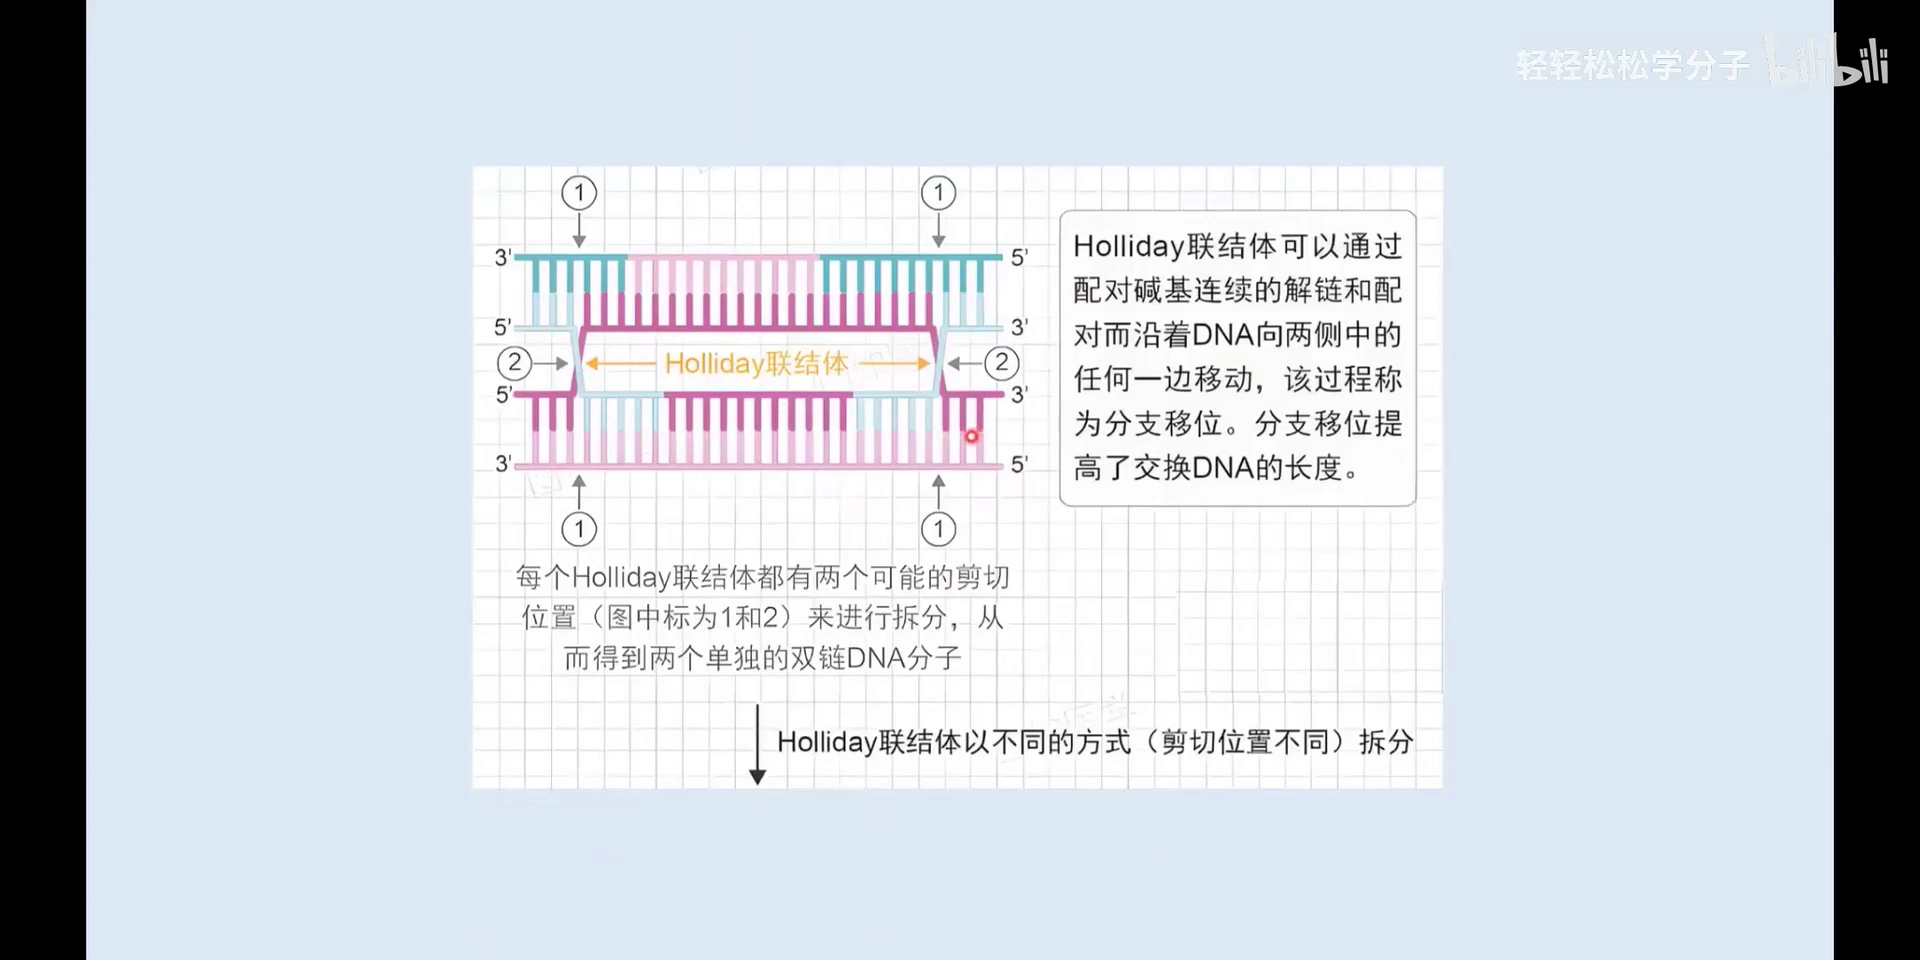 轻轻松松学分子 bilibili
① ①
3' 5'
5' 3'
② Holliday联结体 ②
5' 3'
3' 5'
① ①
每个Holliday联结体都有两个可能的剪切
位置（图中标为1和2）来进行拆分，从
而得到两个单独的双链DNA分子
Holliday联结体可以通过
配对碱基连续的解链和配
对而沿着DNA向两侧中的
任何一边移动，该过程称
为分支移位。分支移位提
高了交换DNA的长度。
Holliday联结体以不同的方式（剪切位置不同）拆分